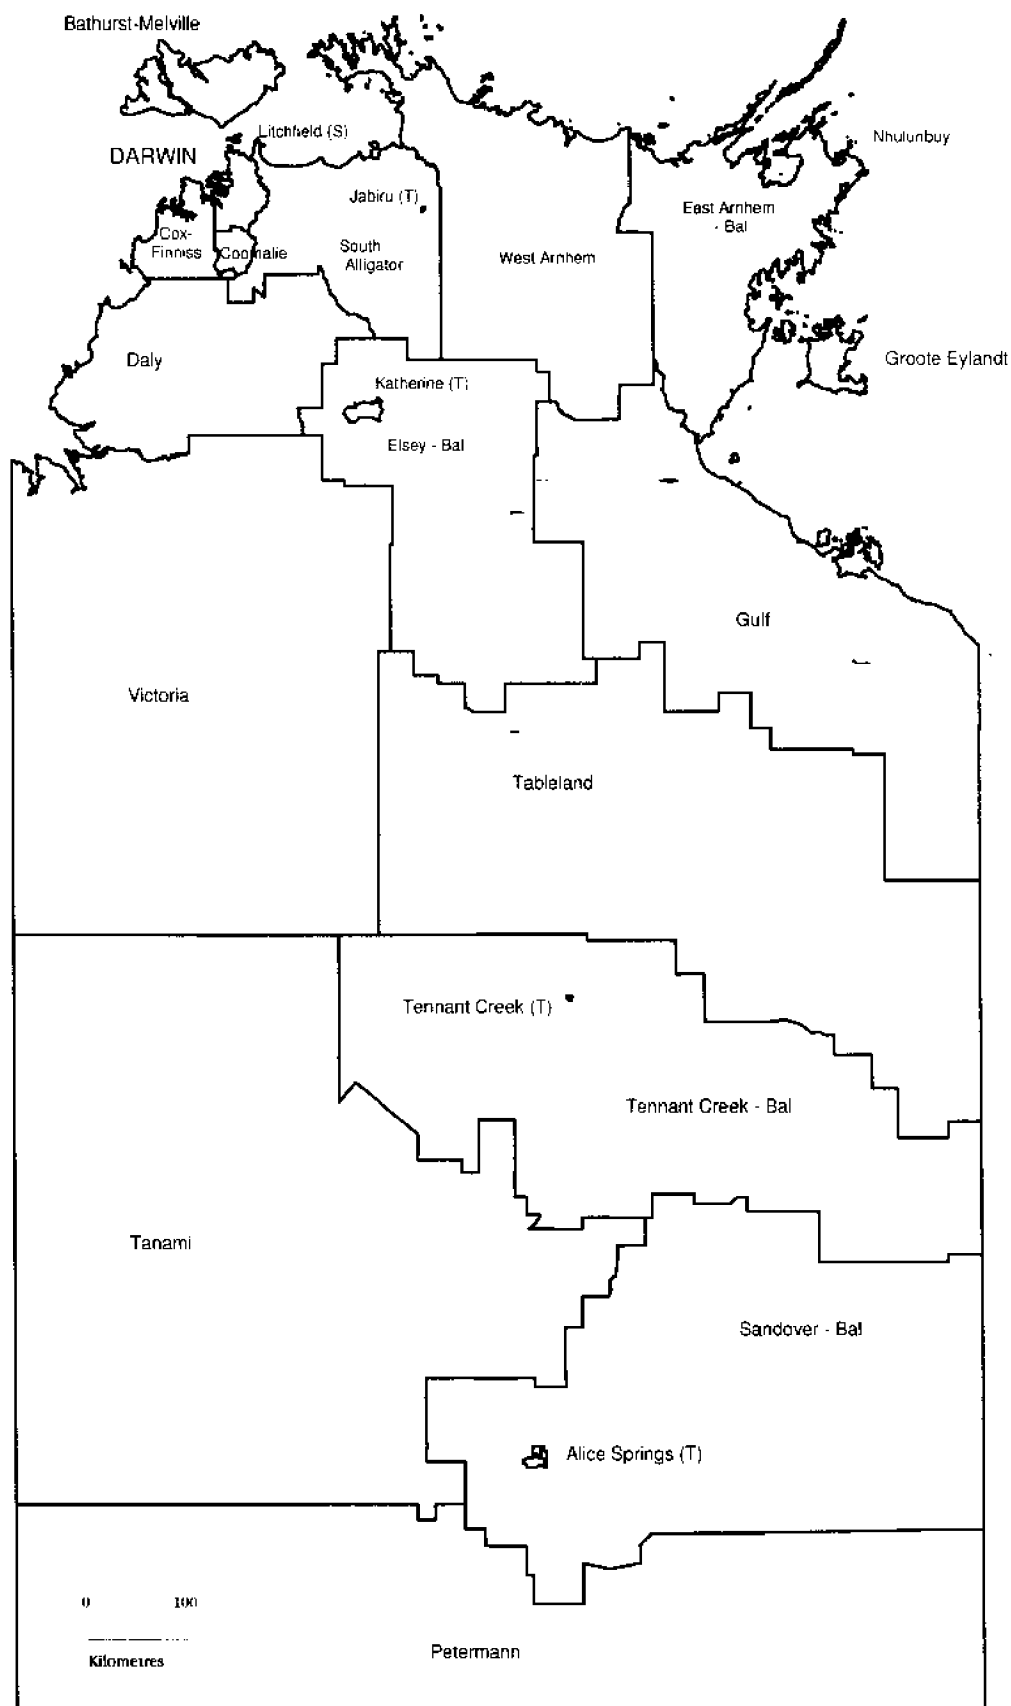 Bathurst-Melville
Litchfield (S)
DARWIN
Nhulunbuy
Jabiru (T)
East Arnhem
- Bal
Cox-
Finniss
Coomalie
South
Alligator
West Arnhem
Daly
Groote Eylandt
Katherine (T)
Elsey - Bal
Gulf
Victoria
Tableland
Tennant Creek (T)
Tennant Creek - Bal
Tanami
Sandover - Bal
Alice Springs (T)
0 100
Kilometres
Petermann